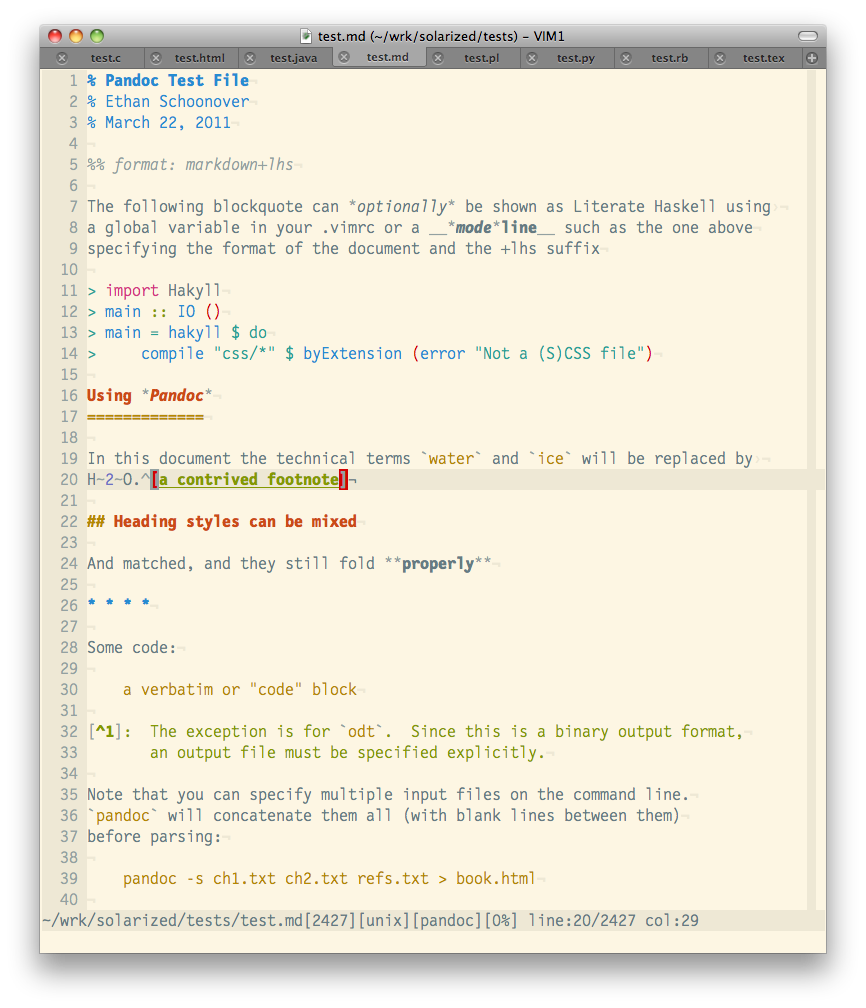 test.md (~/wrk/solarized/tests) – VIM1
test.c test.html test.java test.md test.pl test.py test.rb test.tex
1 % Pandoc Test File¬
2 % Ethan Schoonover¬
3 % March 22, 2011¬
4 ¬
5 %% format: markdown+lhs¬
6 ¬
7 The following blockquote can *optionally* be shown as Literate Haskell using›¬
8 a global variable in your .vimrc or a __*mode*line__ such as the one above¬
9 specifying the format of the document and the +lhs suffix¬
10 ¬
11 > import Hakyll¬
12 > main :: IO ()¬
13 > main = hakyll $ do¬
14 >     compile "css/*" $ byExtension (error "Not a (S)CSS file")¬
15 ¬
16 Using *Pandoc*¬
17 =============¬
18 ¬
19 In this document the technical terms `water` and `ice` will be replaced by›¬
20 H~2~O.^[a contrived footnote]¬
21 ¬
22 ## Heading styles can be mixed¬
23 ¬
24 And matched, and they still fold **properly**¬
25 ¬
26 * * * *¬
27 ¬
28 Some code:¬
29 ¬
30     a verbatim or "code" block¬
31 ¬
32 [^1]:  The exception is for `odt`.  Since this is a binary output format,¬
33        an output file must be specified explicitly.¬
34 ¬
35 Note that you can specify multiple input files on the command line.¬
36 `pandoc` will concatenate them all (with blank lines between them)¬
37 before parsing:¬
38 ¬
39     pandoc -s ch1.txt ch2.txt refs.txt > book.html¬
40 ¬
~/wrk/solarized/tests/test.md[2427][unix][pandoc][0%] line:20/2427 col:29